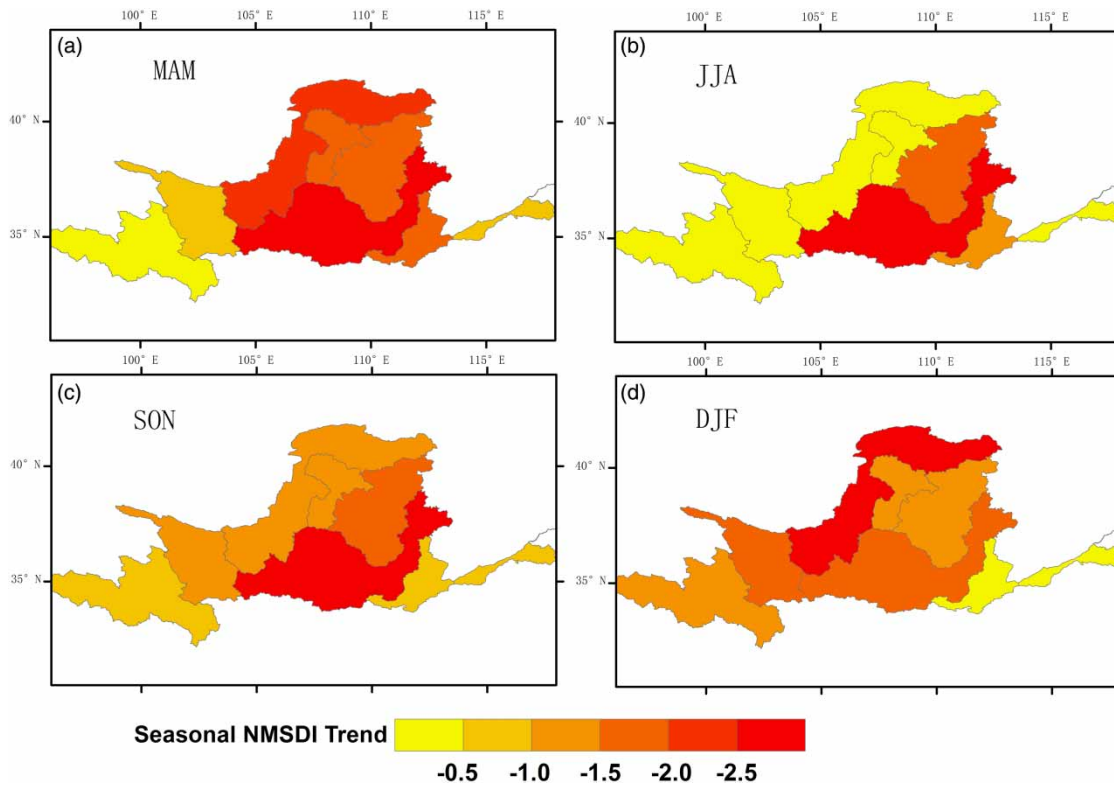 100° E 105° E 110° E 115° E
(a) MAM
40° N
35° N
100° E 105° E 110° E 115° E
(b) JJA
40° N
35° N
100° E 105° E 110° E 115° E
(c) SON
40° N
35° N
100° E 105° E 110° E 115° E
(d) DJF
40° N
35° N
Seasonal NMSDI Trend
-0.5 -1.0 -1.5 -2.0 -2.5